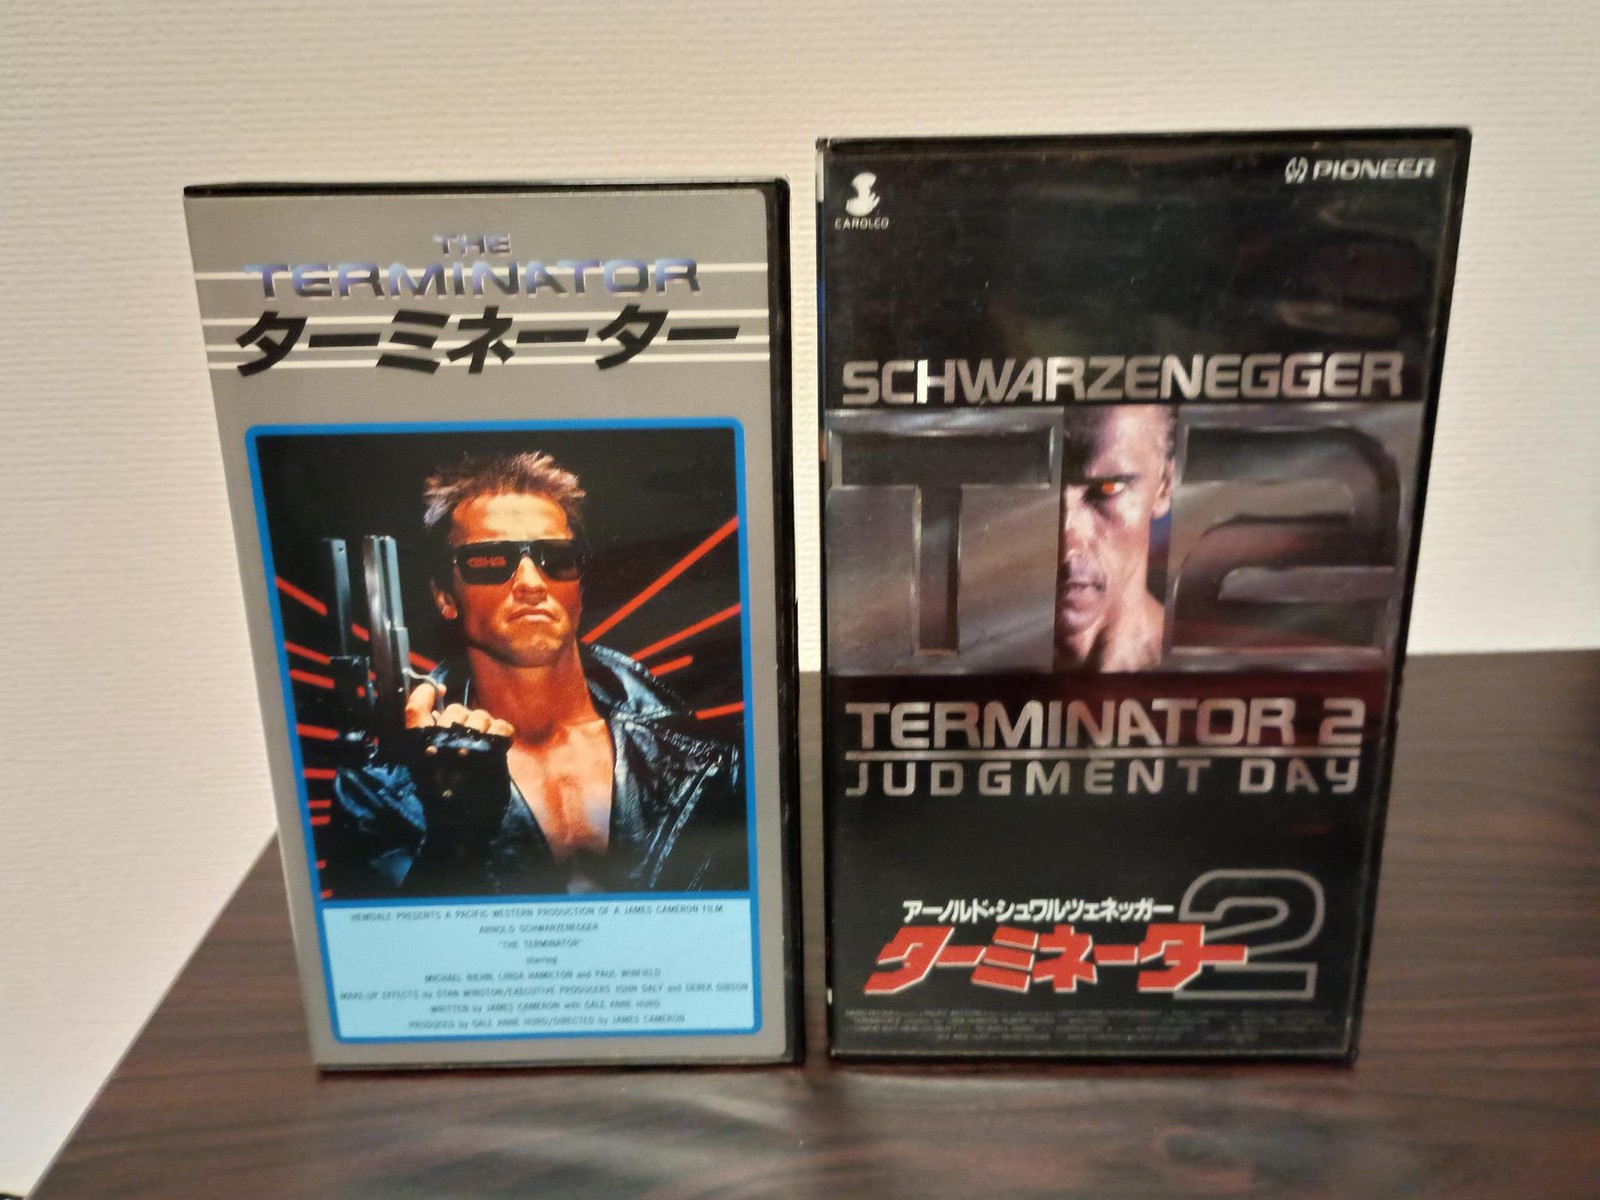 THE
TERMINATOR
ターミネーター
HEMDALE PRESENTS A PACIFIC WESTERN PRODUCTION OF A JAMES CAMERON FILM
ARNOLD SCHWARZENEGGER
"THE TERMINATOR"
starring
MICHAEL BIEHN, LINDA HAMILTON and PAUL WINFIELD
MAKE-UP EFFECTS by STAN WINSTON/EXECUTIVE PRODUCERS JOHN DALY and DEREK GIBSON
WRITTEN by JAMES CAMERON with GALE ANNE HURD
PRODUCED by GALE ANNE HURD/DIRECTED by JAMES CAMERON
CAROLCO
PIONEER
SCHWARZENEGGER
T2
TERMINATOR 2
JUDGMENT DAY
アーノルド・シュワルツェネッガー
ターミネーター2